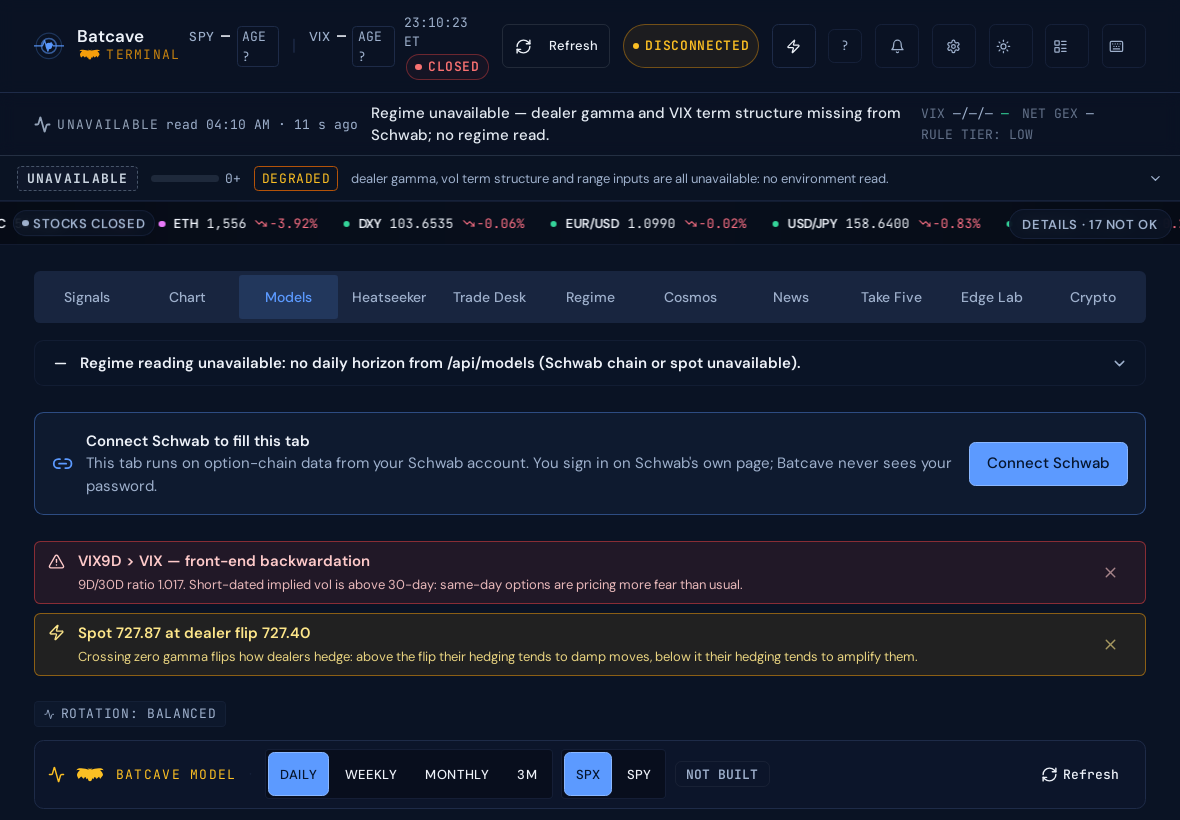 Batcave
TERMINAL
SPY —
AGE ?
VIX —
AGE ?
23:10:23 ET
CLOSED
Refresh
DISCONNECTED
?
UNAVAILABLE read 04:10 AM · 11 s ago
Regime unavailable — dealer gamma and VIX term structure missing from
Schwab; no regime read.
VIX —/—/— — NET GEX —
RULE TIER: LOW
UNAVAILABLE
0+
DEGRADED
dealer gamma, vol term structure and range inputs are all unavailable: no environment read.
C
STOCKS CLOSED
ETH 1,556 -3.92%
DXY 103.6535 -0.06%
EUR/USD 1.0990 -0.02%
USD/JPY 158.6400 -0.83%
DETAILS · 17 NOT OK
Signals
Chart
Models
Heatseeker
Trade Desk
Regime
Cosmos
News
Take Five
Edge Lab
Crypto
— Regime reading unavailable: no daily horizon from /api/models (Schwab chain or spot unavailable).
Connect Schwab to fill this tab
This tab runs on option-chain data from your Schwab account. You sign in on Schwab's own page; Batcave never sees your
password.
Connect Schwab
VIX9D > VIX — front-end backwardation
9D/30D ratio 1.017. Short-dated implied vol is above 30-day: same-day options are pricing more fear than usual.
Spot 727.87 at dealer flip 727.40
Crossing zero gamma flips how dealers hedge: above the flip their hedging tends to damp moves, below it their hedging tends to amplify them.
ROTATION: BALANCED
BATCAVE MODEL
DAILY
WEEKLY
MONTHLY
3M
SPX
SPY
NOT BUILT
Refresh